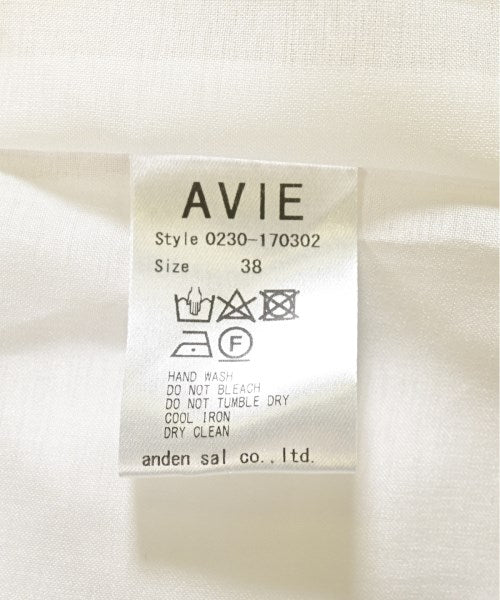 AVIE
Style 0230-170302
Size 38
F
HAND WASH
DO NOT BLEACH
DO NOT TUMBLE DRY
COOL IRON
DRY CLEAN
anden sal co.,ltd.